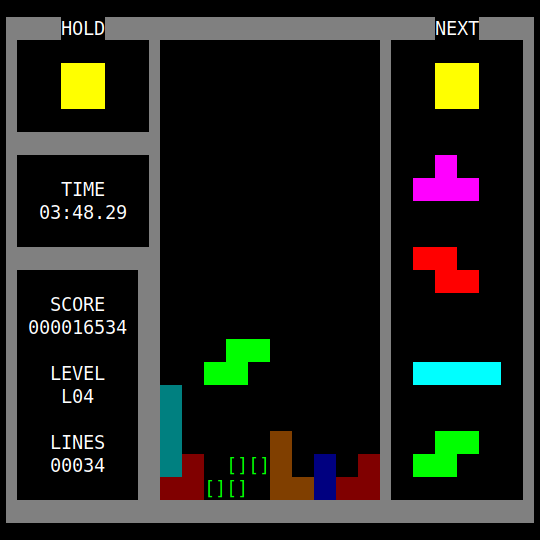 HOLD
NEXT
TIME
03:48.29
SCORE
000016534
LEVEL
L04
LINES
00034
[][]
[][]